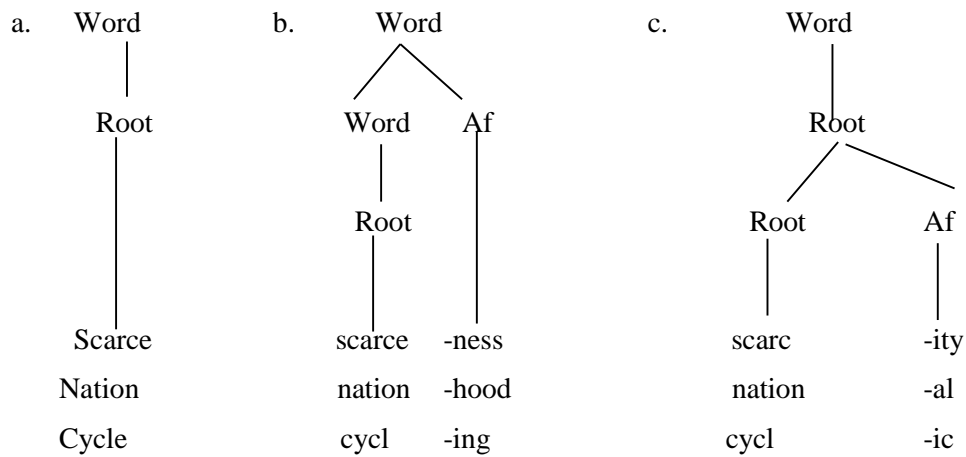 a. Word b. Word c. Word
Root Word Af Root
Root Root Af
Scarce scarce -ness scarc -ity
Nation nation -hood nation -al
Cycle cycl -ing cycl -ic